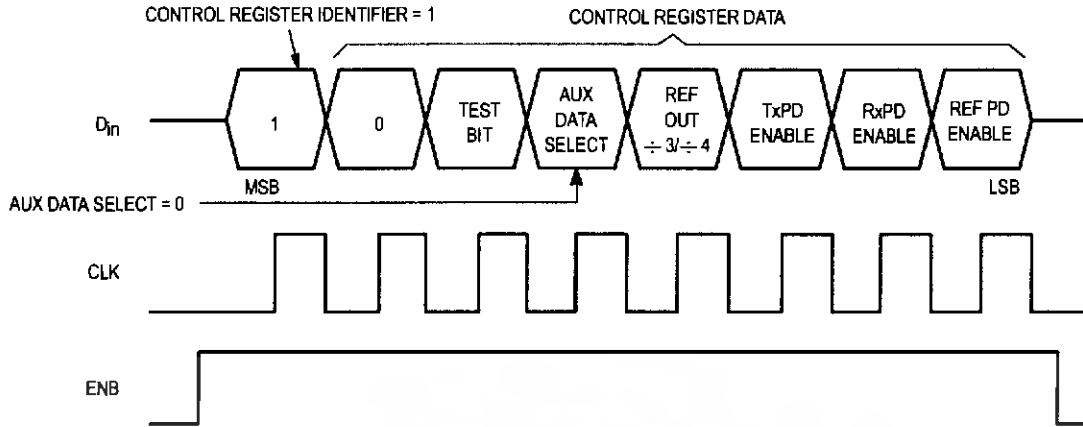 CONTROL REGISTER IDENTIFIER = 1
CONTROL REGISTER DATA
Din
1
0
TEST
BIT
AUX
DATA
SELECT
REF
OUT
÷ 3/÷ 4
TxPD
ENABLE
RxPD
ENABLE
REF PD
ENABLE
MSB
LSB
AUX DATA SELECT = 0
CLK
ENB